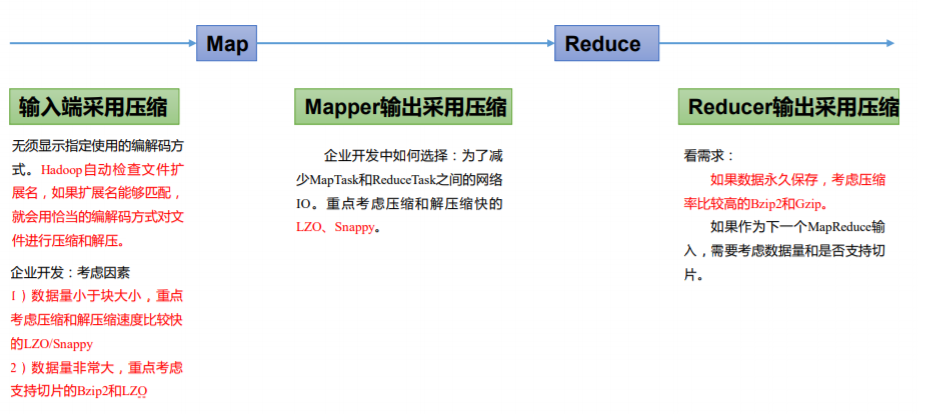 Map
Reduce
输入端采用压缩
无须显示指定使用的编解码方
式。Hadoop自动检查文件扩
展名，如果扩展名能够匹配，
就会用恰当的编解码方式对文
件进行压缩和解压。
企业开发：考虑因素
1）数据量小于块大小，重点
考虑压缩和解压缩速度比较快
的LZO/Snappy
2）数据量非常大，重点考虑
支持切片的Bzip2和LZO
Mapper输出采用压缩
企业开发中如何选择：为了减
少MapTask和ReduceTask之间的网络
IO。重点考虑压缩和解压缩快的
LZO、Snappy。
Reducer输出采用压缩
看需求：
如果数据永久保存，考虑压缩
率比较高的Bzip2和Gzip。
如果作为下一个MapReduce输
入，需要考虑数据量和是否支持切
片。